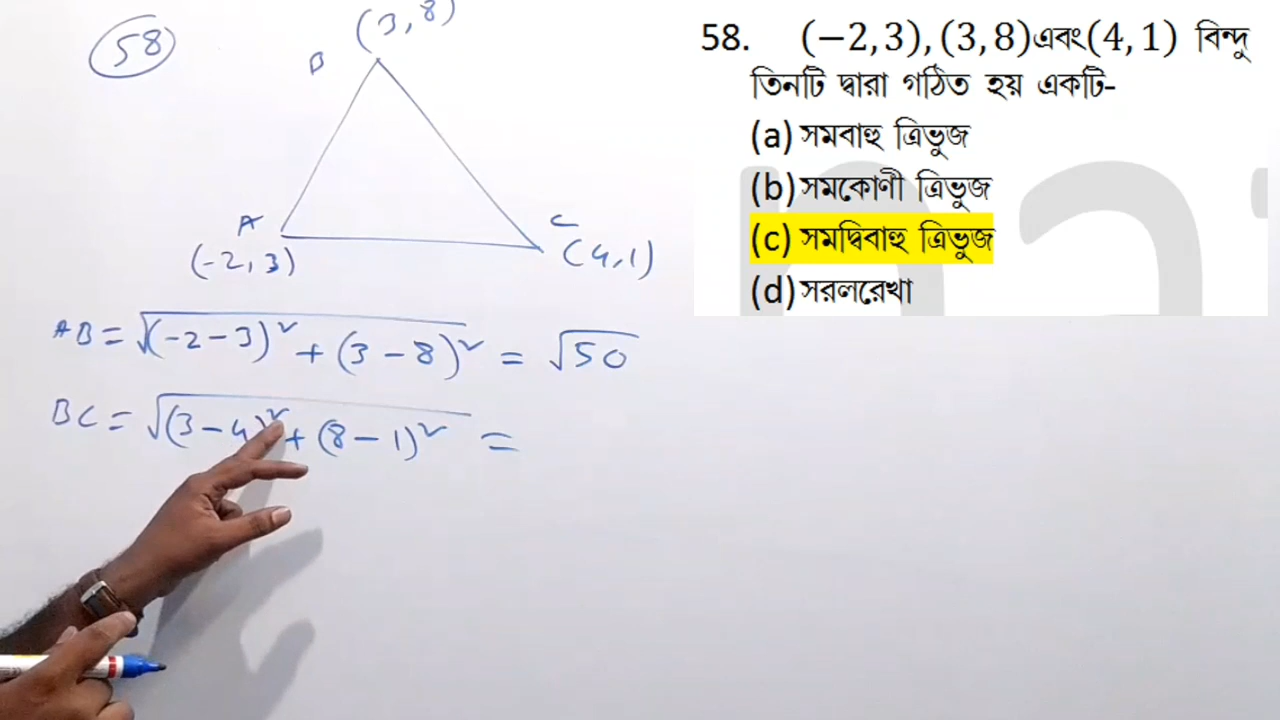 58
(3,8)
B
A
(-2,3)
C
(4,1)
AB = √(-2-3)² + (3-8)² = √50
BC = √(3-4)² + (8-1)² =
58. (−2,3),(3,8)এবং(4,1) বিন্দু
তিনটি দ্বারা গঠিত হয় একটি-
(a) সমবাহু ত্রিভুজ
(b) সমকোণী ত্রিভুজ
(c) সমদ্বিবাহু ত্রিভুজ
(d) সরলরেখা